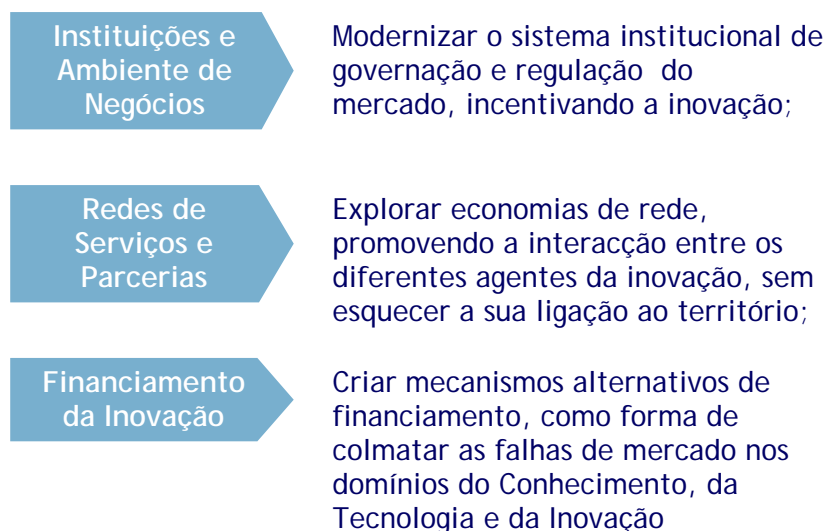 Instituições e
Ambiente de
Negócios
Modernizar o sistema institucional de
governação e regulação do
mercado, incentivando a inovação;
Redes de
Serviços e
Parcerias
Explorar economias de rede,
promovendo a interacção entre os
diferentes agentes da inovação, sem
esquecer a sua ligação ao território;
Financiamento
da Inovação
Criar mecanismos alternativos de
financiamento, como forma de
colmatar as falhas de mercado nos
domínios do Conhecimento, da
Tecnologia e da Inovação